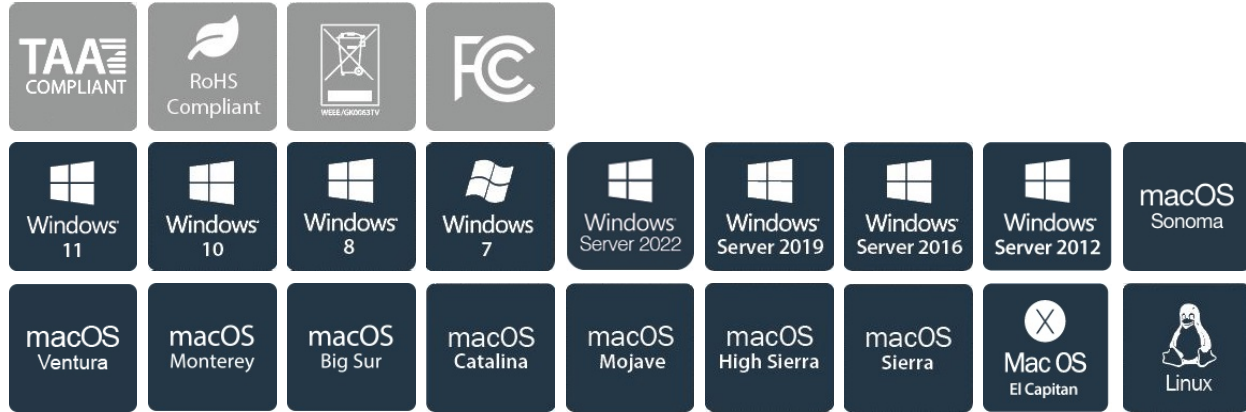 TAA
COMPLIANT
RoHS
Compliant
WEEE/GK0063TV
FC
Windows
11
Windows
10
Windows
8
Windows
7
Windows
Server 2022
Windows
Server 2019
Windows
Server 2016
Windows
Server 2012
macOS
Sonoma
macOS
Ventura
macOS
Monterey
macOS
Big Sur
macOS
Catalina
macOS
Mojave
macOS
High Sierra
macOS
Sierra
X
Mac OS
El Capitan
Linux